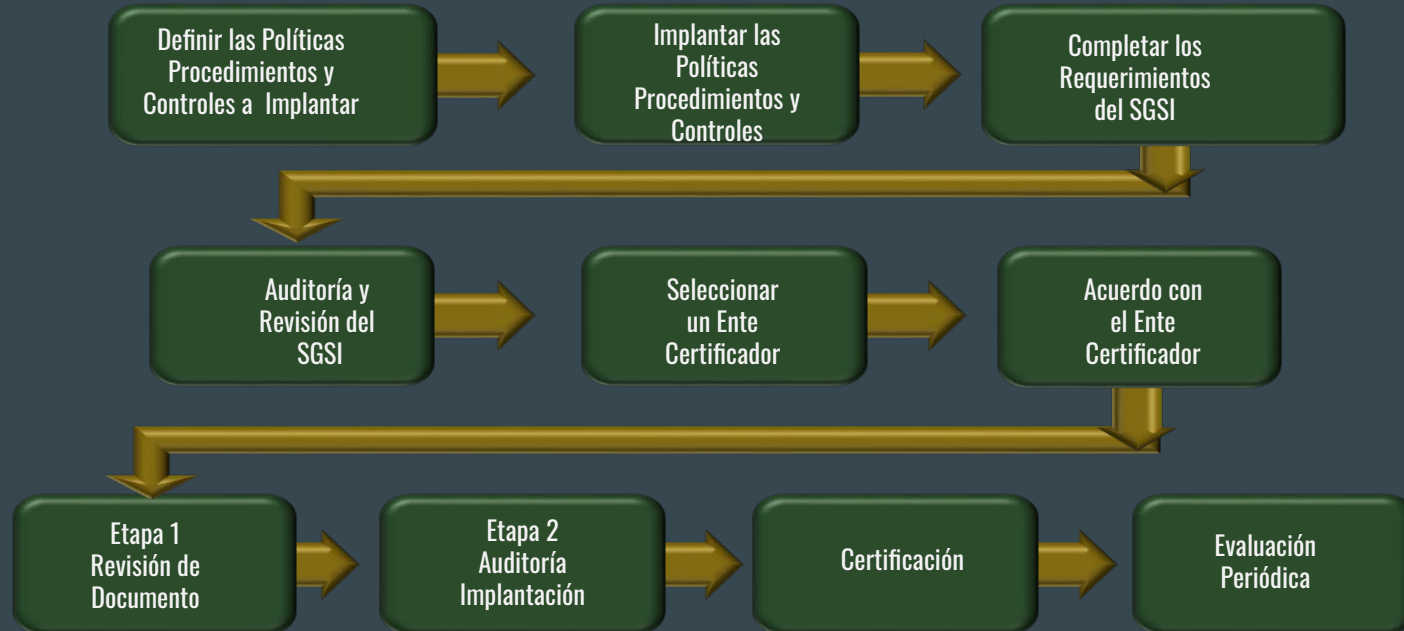 Definir las Políticas
Procedimientos y
Controles a Implantar
Implantar las
Políticas
Procedimientos y
Controles
Completar los
Requerimientos
del SGSI
Auditoría y
Revisión del
SGSI
Seleccionar
un Ente
Certificador
Acuerdo con
el Ente
Certificador
Etapa 1
Revisión de
Documento
Etapa 2
Auditoría
Implantación
Certificación
Evaluación
Periódica